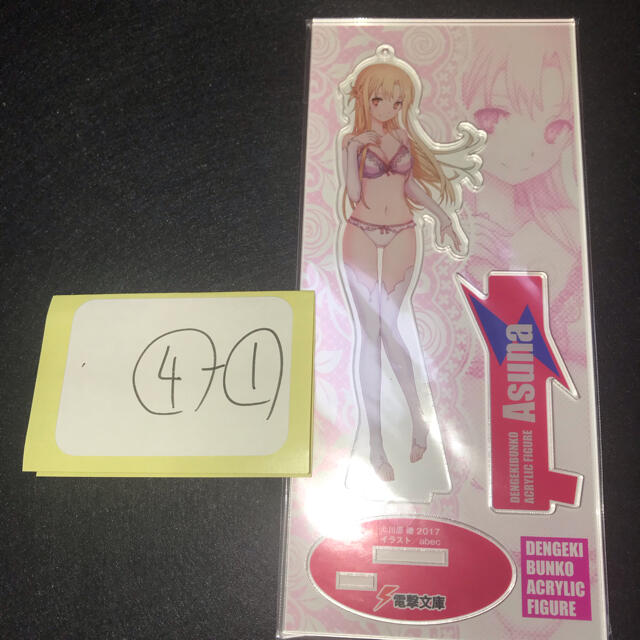 ④-①
Asuna
DENGEKIBUNKO
ACRYLIC FIGURE
川原 礫 2017
イラスト abec
電撃文庫
DENGEKI
BUNKO
ACRYLIC
FIGURE